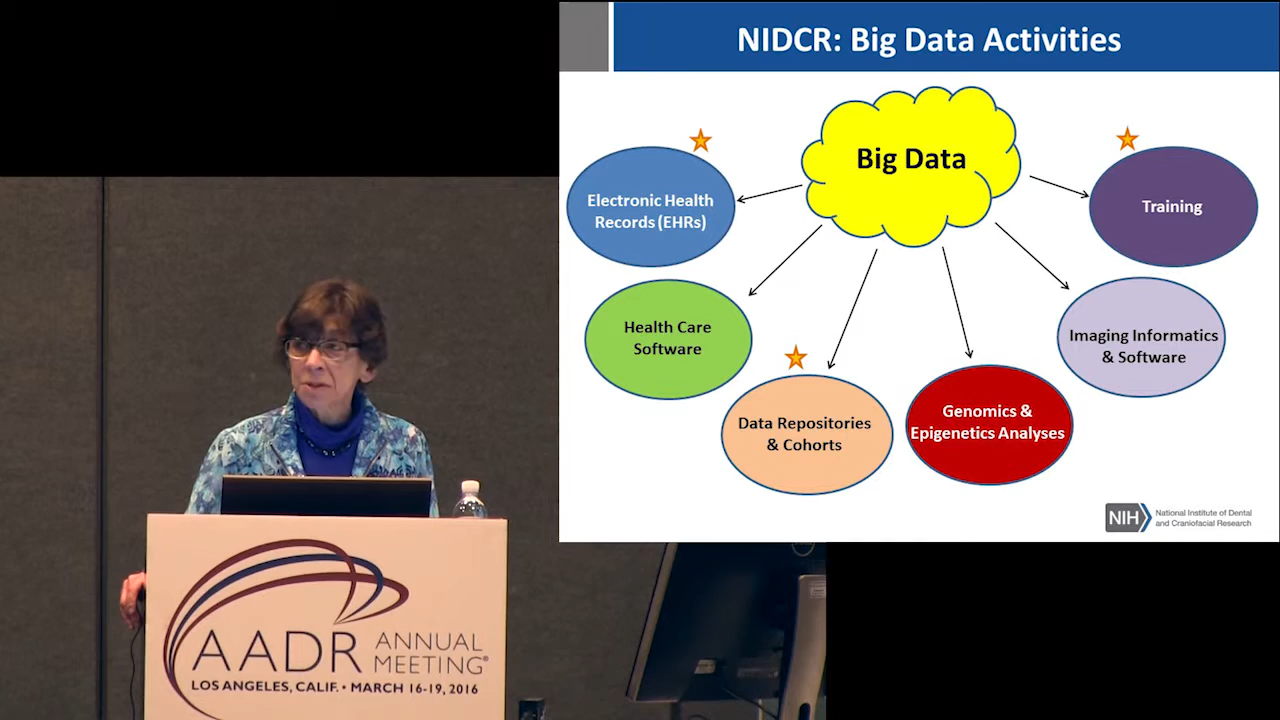 NIDCR: Big Data Activities
Big Data
Electronic Health
Records (EHRs)
Training
Health Care
Software
Imaging Informatics
& Software
Data Repositories
& Cohorts
Genomics &
Epigenetics Analyses
NIH
National Institute of Dental
and Craniofacial Research
AADR ANNUAL
MEETING®
LOS ANGELES, CALIF. • MARCH 16-19, 2016